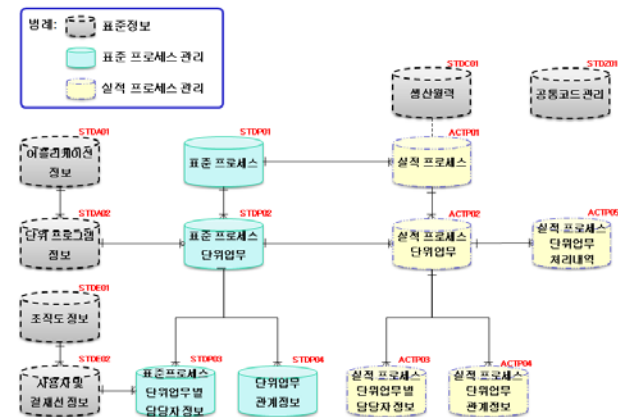 범례:
표준정보
표준 프로세스 관리
실적 프로세스 관리
STDC01
생산월력
STDZ01
공통코드관리
STDA01
어플리케이션
정보
STDP01
표준 프로세스
ACTP01
실적 프로세스
STDA02
단위 프로그램
정보
STDP02
표준 프로세스
단위업무
ACTP02
실적 프로세스
단위업무
ACTP05
실적 프로세스
단위업무
처리내역
STDE01
조직도 정보
STDE02
사용자 및
결재선 정보
STDP03
표준프로세스
단위업무별
담당자 정보
STDP04
단위업무
관계정보
ACTP03
실적 프로세스
단위업무별
담당자 정보
ACTP04
실적 프로세스
단위업무
관계정보